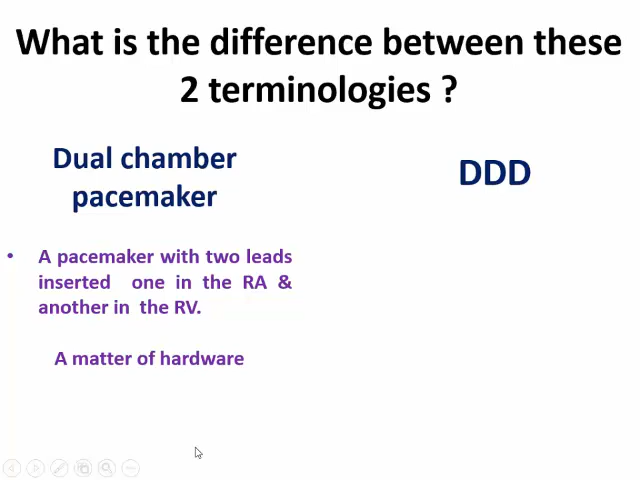 What is the difference between these
2 terminologies ?
Dual chamber
pacemaker
DDD
• A pacemaker with two leads
inserted one in the RA &
another in the RV.
A matter of hardware